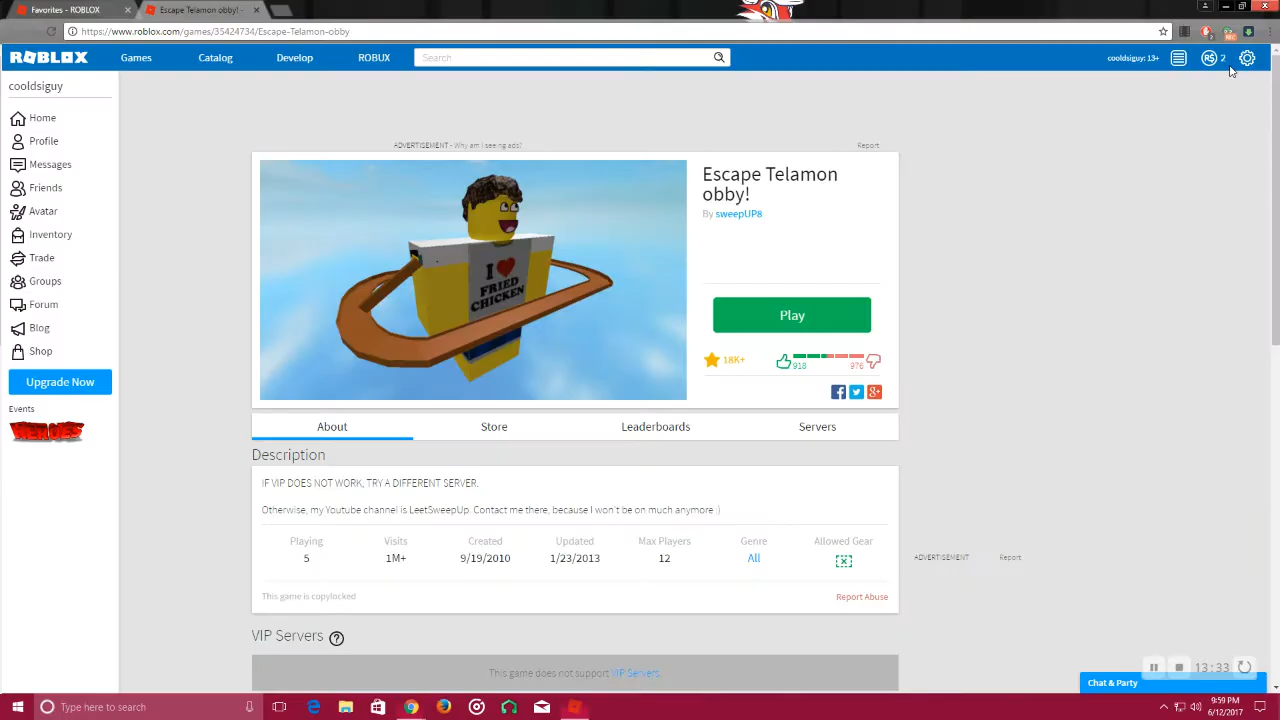 Favorites - ROBLOX
Escape Telamon obby! -
https://www.roblox.com/games/35424734/Escape-Telamon-obby
ROBLOX
Games
Catalog
Develop
ROBUX
Search
cooldsiguy: 13+
R$ 2
cooldsiguy
Home
Profile
Messages
Friends
Avatar
Inventory
Trade
Groups
Forum
Blog
Shop
Upgrade Now
Events
HEROES
ADVERTISEMENT - Why am I seeing ads?
Report
I
FRIED
CHICKEN
Escape Telamon
obby!
By sweepUP8
Play
18K+
918
976
About
Store
Leaderboards
Servers
Description
IF VIP DOES NOT WORK, TRY A DIFFERENT SERVER.
Otherwise, my Youtube channel is LeetSweepUp. Contact me there, because I won't be on much anymore :)
Playing Visits Created Updated Max Players Genre Allowed Gear
5 1M+ 9/19/2010 1/23/2013 12 All
This game is copylocked
Report Abuse
ADVERTISEMENT
Report
VIP Servers
This game does not support VIP Servers.
13:33
Chat & Party
Type here to search
9:59 PM
6/12/2017